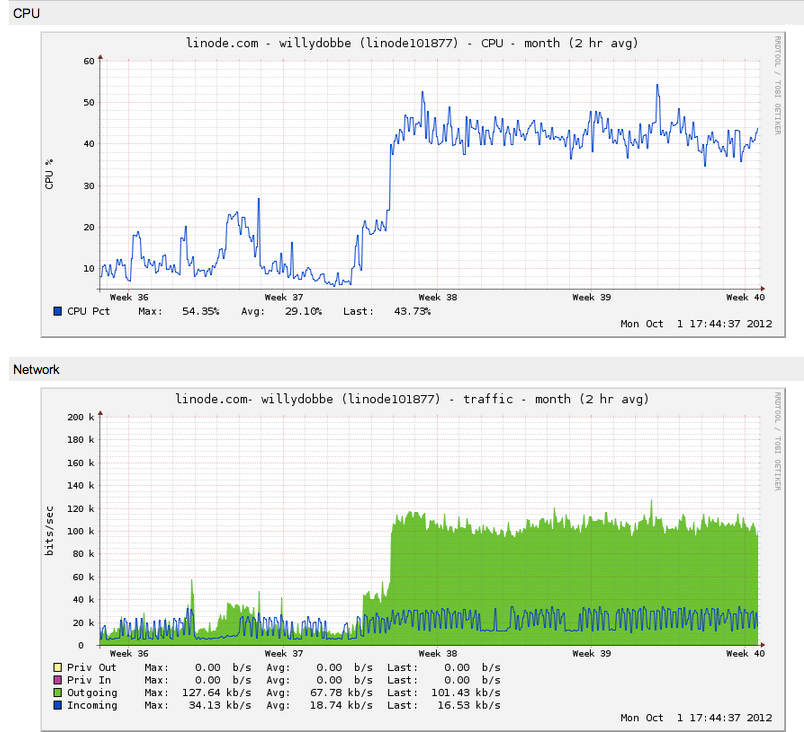 CPU
linode.com - willydobbe (linode101877) - CPU - month (2 hr avg)
RRDTOOL / TOBI OETIKER
60
50
40
30
20
10
CPU %
Week 36 Week 37 Week 38 Week 39 Week 40
CPU Pct Max: 54.35% Avg: 29.10% Last: 43.73%
Mon Oct 1 17:44:37 2012
Network
linode.com- willydobbe (linode101877) - traffic - month (2 hr avg)
RRDTOOL / TOBI OETIKER
200 k
180 k
160 k
140 k
120 k
100 k
80 k
60 k
40 k
20 k
0
bits/sec
Week 36 Week 37 Week 38 Week 39 Week 40
Priv Out Max: 0.00 b/s Avg: 0.00 b/s Last: 0.00 b/s
Priv In Max: 0.00 b/s Avg: 0.00 b/s Last: 0.00 b/s
Outgoing Max: 127.64 kb/s Avg: 67.78 kb/s Last: 101.43 kb/s
Incoming Max: 34.13 kb/s Avg: 18.74 kb/s Last: 16.53 kb/s
Mon Oct 1 17:44:37 2012